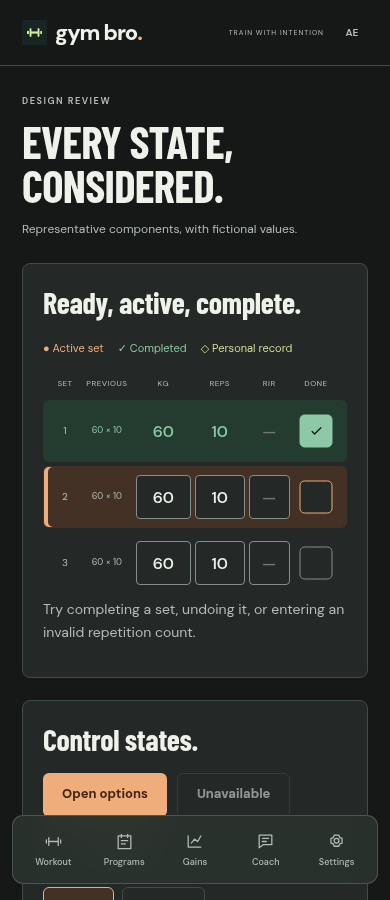 gym bro.
TRAIN WITH INTENTION
AE
DESIGN REVIEW
EVERY STATE,
CONSIDERED.
Representative components, with fictional values.
Ready, active, complete.
● Active set ✓ Completed ◇ Personal record
SET PREVIOUS KG REPS RIR DONE
1 60 × 10 60 10 — ✓
2 60 × 10 60 10 —
3 60 × 10 60 10 —
Try completing a set, undoing it, or entering an
invalid repetition count.
Control states.
Open options Unavailable
Workout Programs Gains Coach Settings